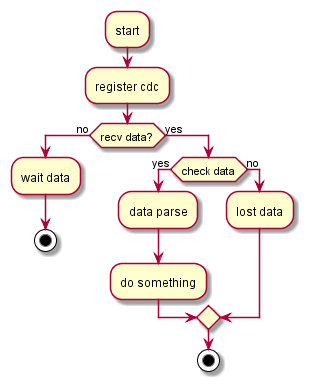 start
register cdc
no
recv data?
yes
wait data
yes
check data
no
data parse
lost data
do something